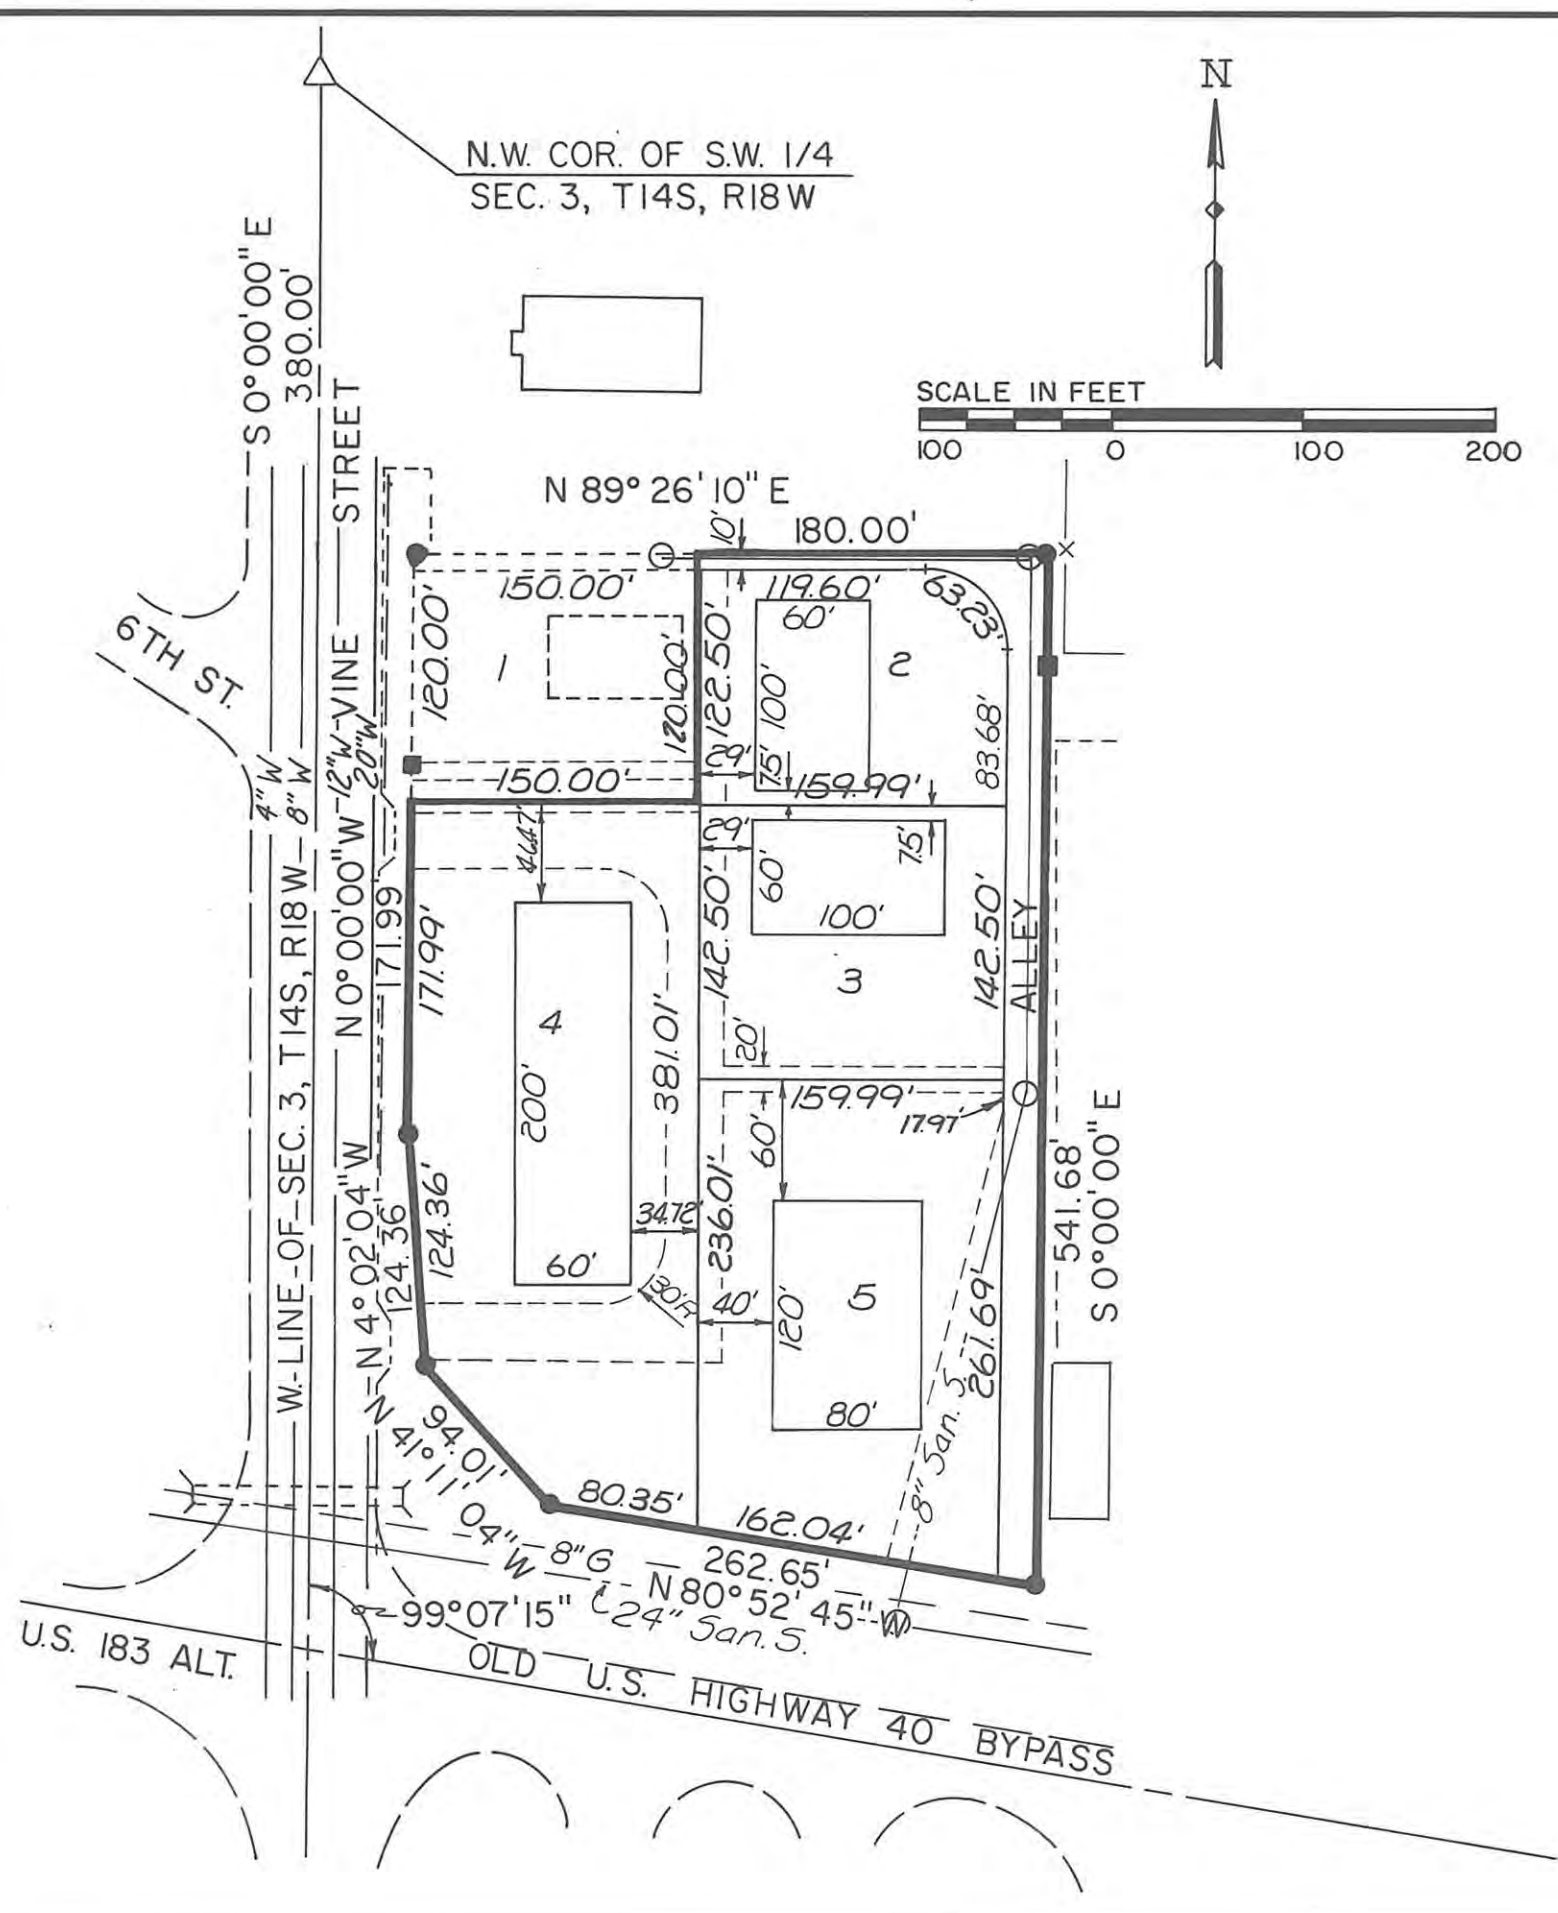 N
N.W. COR. OF S.W. 1/4
SEC. 3, T14S, R18W
S 0°00'00" E
380.00'
SCALE IN FEET
100 0 100 200
VINE STREET
N 89° 26' 10" E
180.00'
10'
150.00'
119.60'
63.23'
60'
6TH ST.
120.00'
1
120.00'
122.50'
100'
2
83.68'
29'
7.5'
4" W
8" W
12" W
20" W
150.00'
159.99'
46.47'
29'
7.5'
60'
100'
142.50'
142.50'
ALLEY
3
W. LINE OF SEC. 3, T14S, R18W
N 0°00'00" W
171.99'
171.99'
4
200'
381.01'
20'
159.99'
17.97'
60'
541.68'
S 0°00'00" E
N 4° 02' 04" W
124.36'
124.36'
34.72'
236.01'
60'
30'R
40'
120'
5
261.69'
80'
8" San. S.
94.01'
N 41° 11' 04" W
80.35'
162.04'
8" G
262.65'
N 80° 52' 45" W
24" San. S.
99°07'15"
U.S. 183 ALT.
OLD U.S. HIGHWAY 40 BYPASS